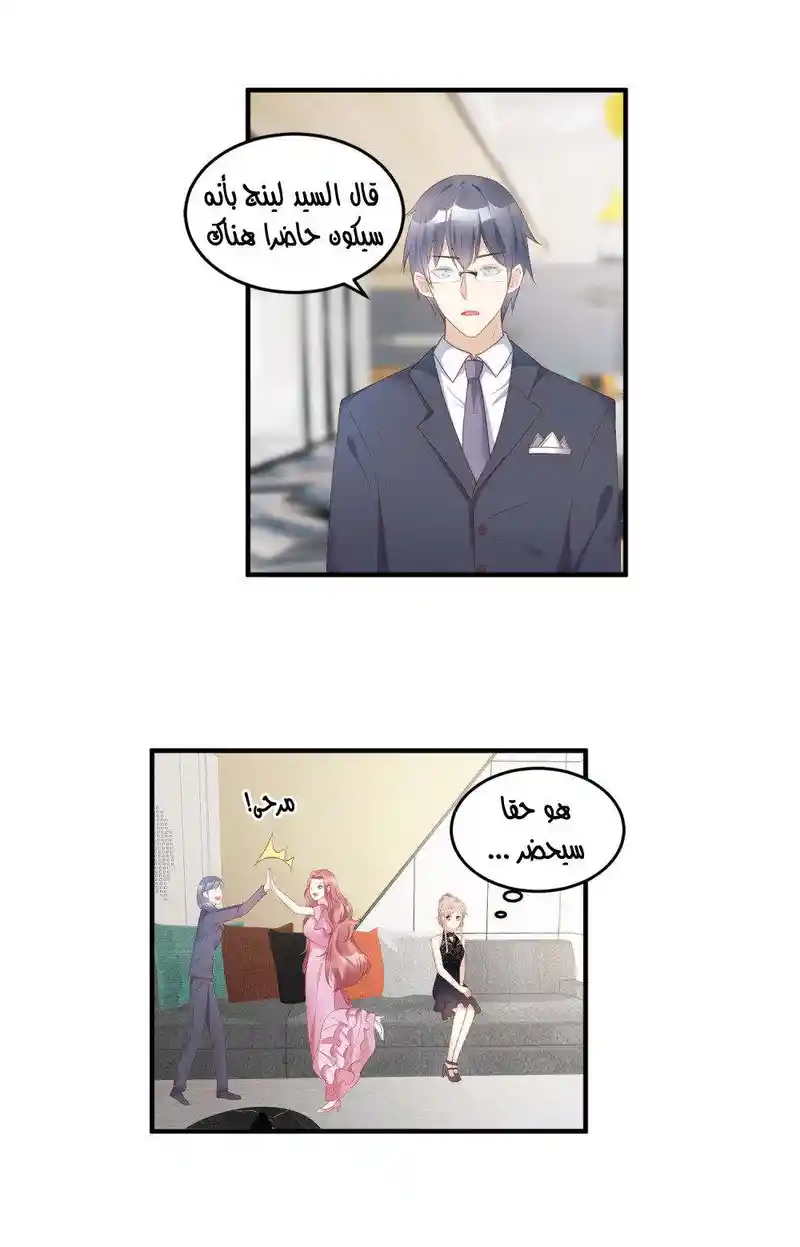 قال السيد لينج بأنه
سيكون حاضرا هناك
هو حقا
سيحضر ...
مرحى!